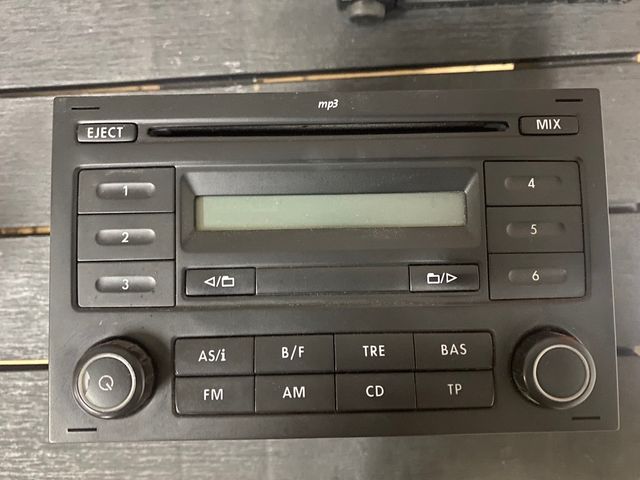 mp3
EJECT
MIX
1
4
2
5
3
6
◁/🗀
🗀/▷
AS/i
B/F
TRE
BAS
FM
AM
CD
TP